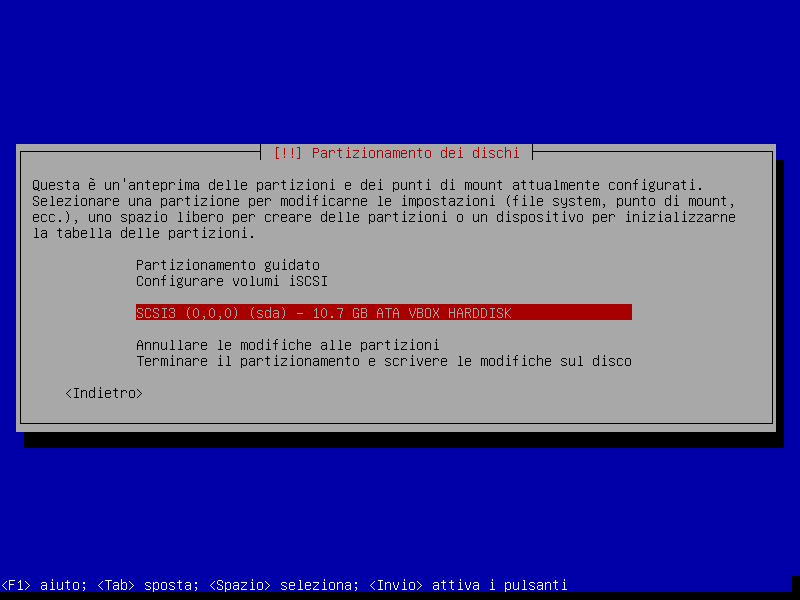 [!!] Partizionamento dei dischi
Questa è un'anteprima delle partizioni e dei punti di mount attualmente configurati.
Selezionare una partizione per modificarne le impostazioni (file system, punto di mount,
ecc.), uno spazio libero per creare delle partizioni o un dispositivo per inizializzarne
la tabella delle partizioni.
Partizionamento guidato
Configurare volumi iSCSI
SCSI3 (0,0,0) (sda) - 10.7 GB ATA VBOX HARDDISK
Annullare le modifiche alle partizioni
Terminare il partizionamento e scrivere le modifiche sul disco
<Indietro>
<F1> aiuto; <Tab> sposta; <Spazio> seleziona; <Invio> attiva i pulsanti